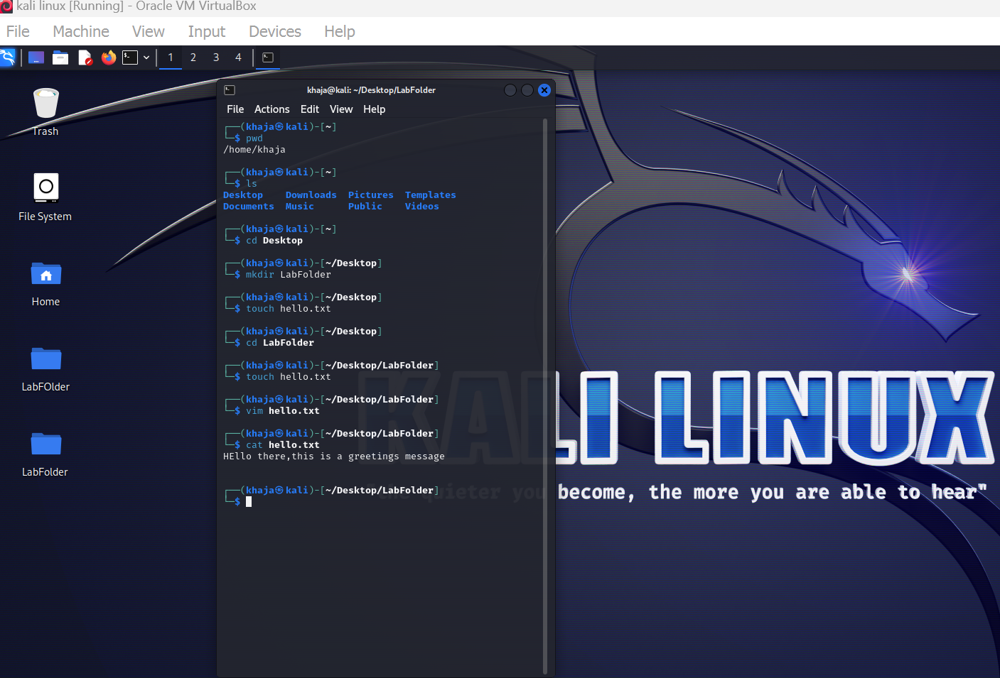 kali linux [Running] - Oracle VM VirtualBox
File Machine View Input Devices Help
1 2 3 4
Trash
File System
Home
LabFOlder
LabFolder
khaja@kali: ~/Desktop/LabFolder
File Actions Edit View Help
┌──(khaja㉿kali)-[~]
└─$ pwd
/home/khaja
┌──(khaja㉿kali)-[~]
└─$ ls
Desktop Downloads Pictures Templates
Documents Music Public Videos
┌──(khaja㉿kali)-[~]
└─$ cd Desktop
┌──(khaja㉿kali)-[~/Desktop]
└─$ mkdir LabFolder
┌──(khaja㉿kali)-[~/Desktop]
└─$ touch hello.txt
┌──(khaja㉿kali)-[~/Desktop]
└─$ cd LabFolder
┌──(khaja㉿kali)-[~/Desktop/LabFolder]
└─$ touch hello.txt
┌──(khaja㉿kali)-[~/Desktop/LabFolder]
└─$ vim hello.txt
┌──(khaja㉿kali)-[~/Desktop/LabFolder]
└─$ cat hello.txt
HEllo there,this is a greetings message
┌──(khaja㉿kali)-[~/Desktop/LabFolder]
└─$
KALI LINUX
"the quieter you become, the more you are able to hear"